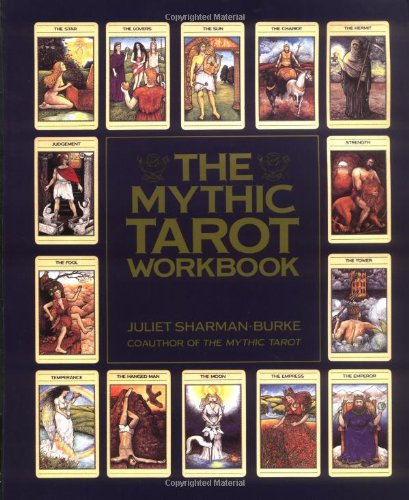 Copyrighted Material
THE STAR
THE LOVERS
THE SUN
THE CHARIOT
THE HERMIT
JUDGEMENT
STRENGTH
THE
MYTHIC
TAROT
WORKBOOK
THE FOOL
THE TOWER
JULIET SHARMAN-BURKE
COAUTHOR OF THE MYTHIC TAROT
TEMPERANCE
THE HANGED MAN
THE MOON
THE EMPRESS
THE EMPEROR
Copyrighted Material